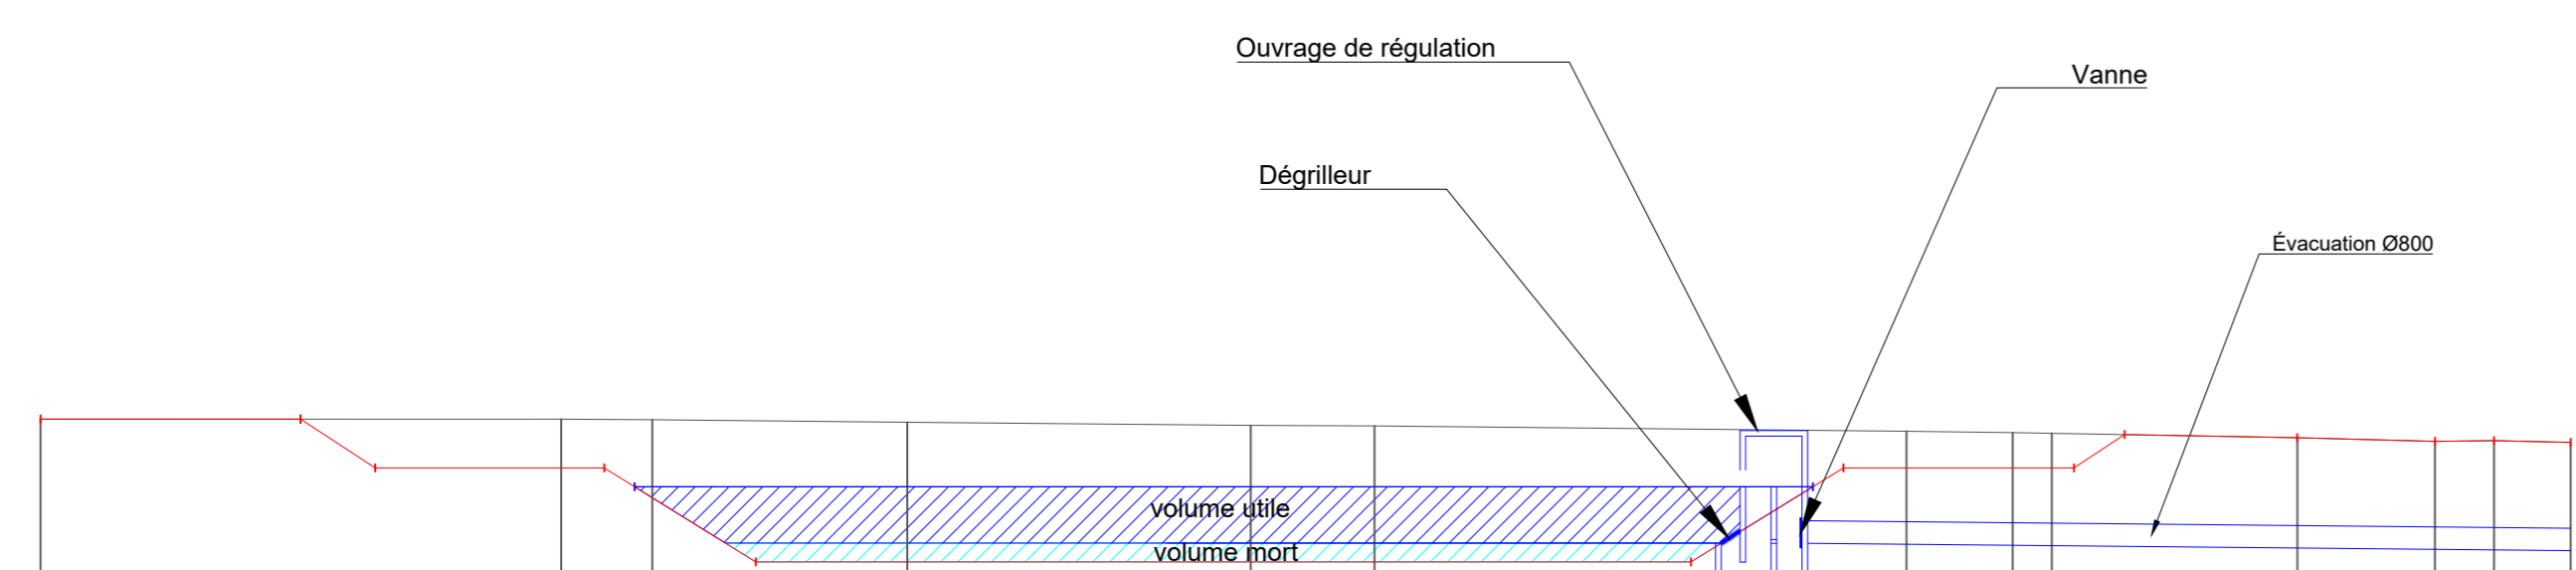 Ouvrage de régulation
Vanne
Dégrilleur
Évacuation Ø800
volume utile
volume mort